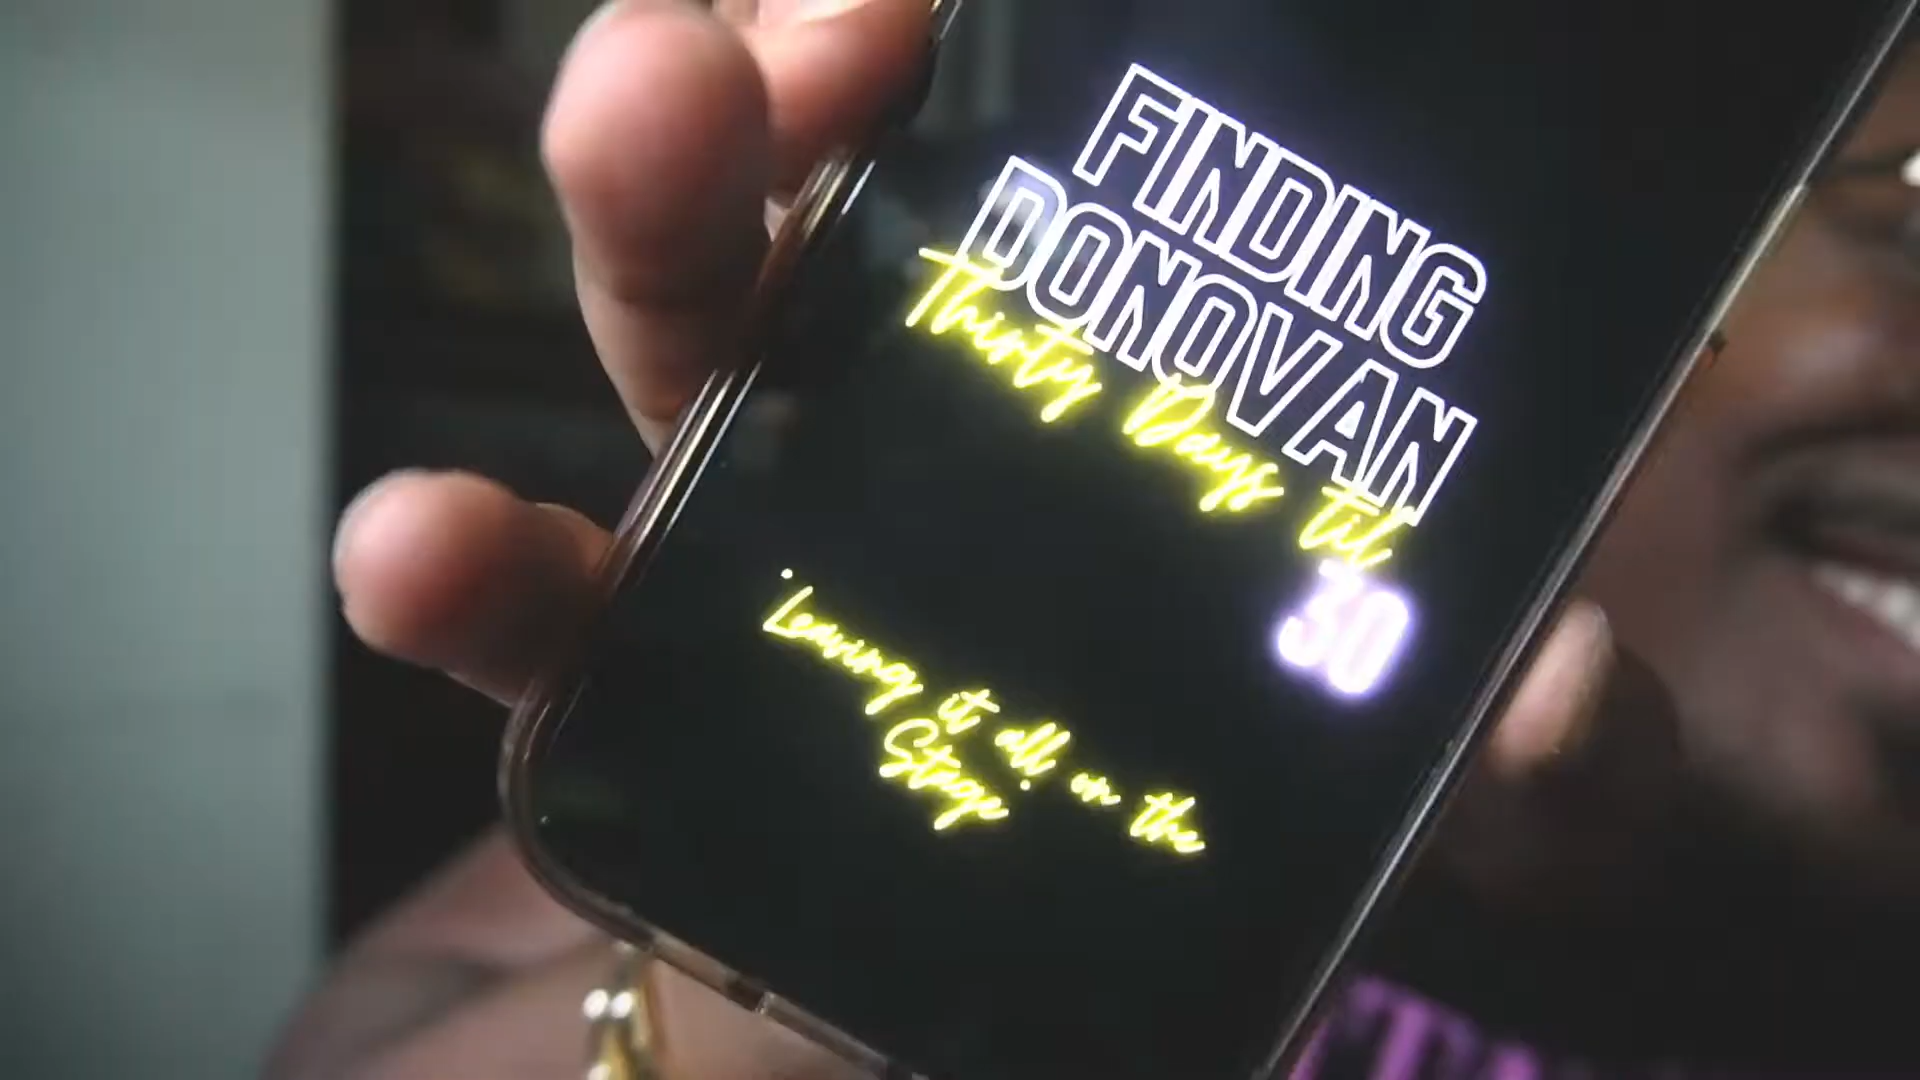 FINDING
DONOVAN
Thirty Days til
30
Leaving it all on the
Stage